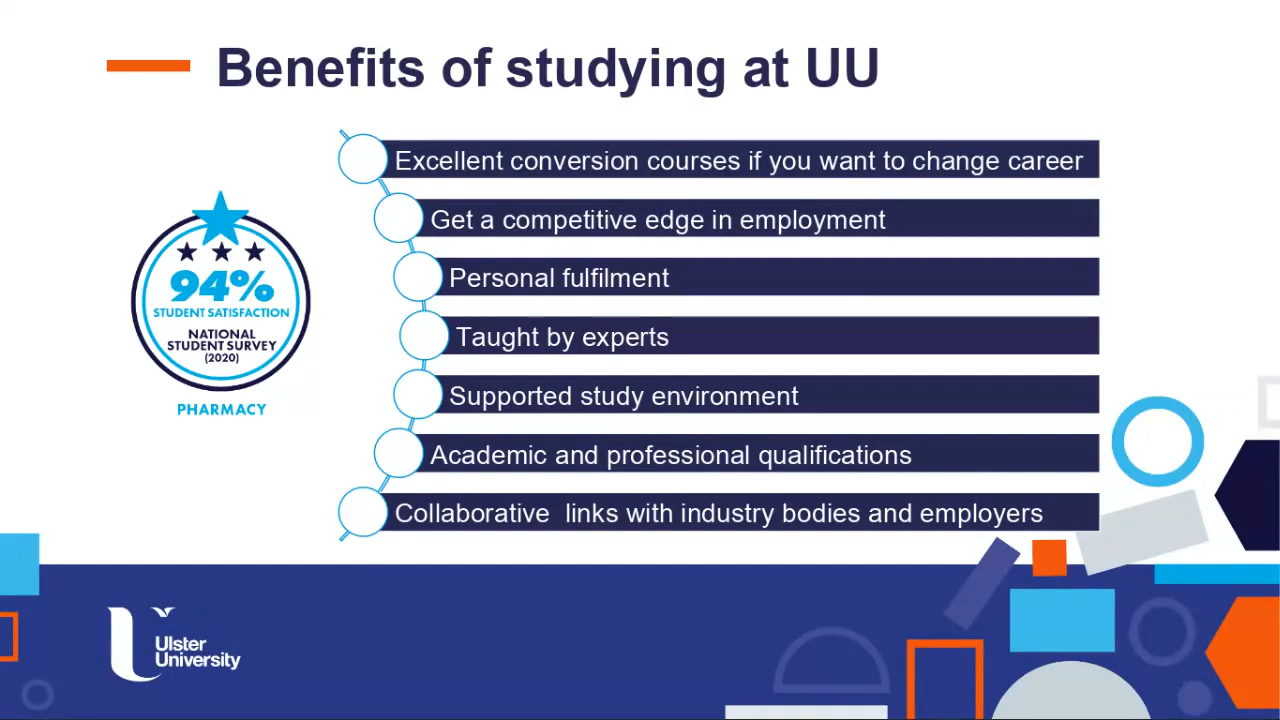 Benefits of studying at UU
Excellent conversion courses if you want to change career
Get a competitive edge in employment
Personal fulfilment
Taught by experts
Supported study environment
Academic and professional qualifications
Collaborative  links with industry bodies and employers
94%
STUDENT SATISFACTION
NATIONAL
STUDENT SURVEY
(2020)
PHARMACY
Ulster
University